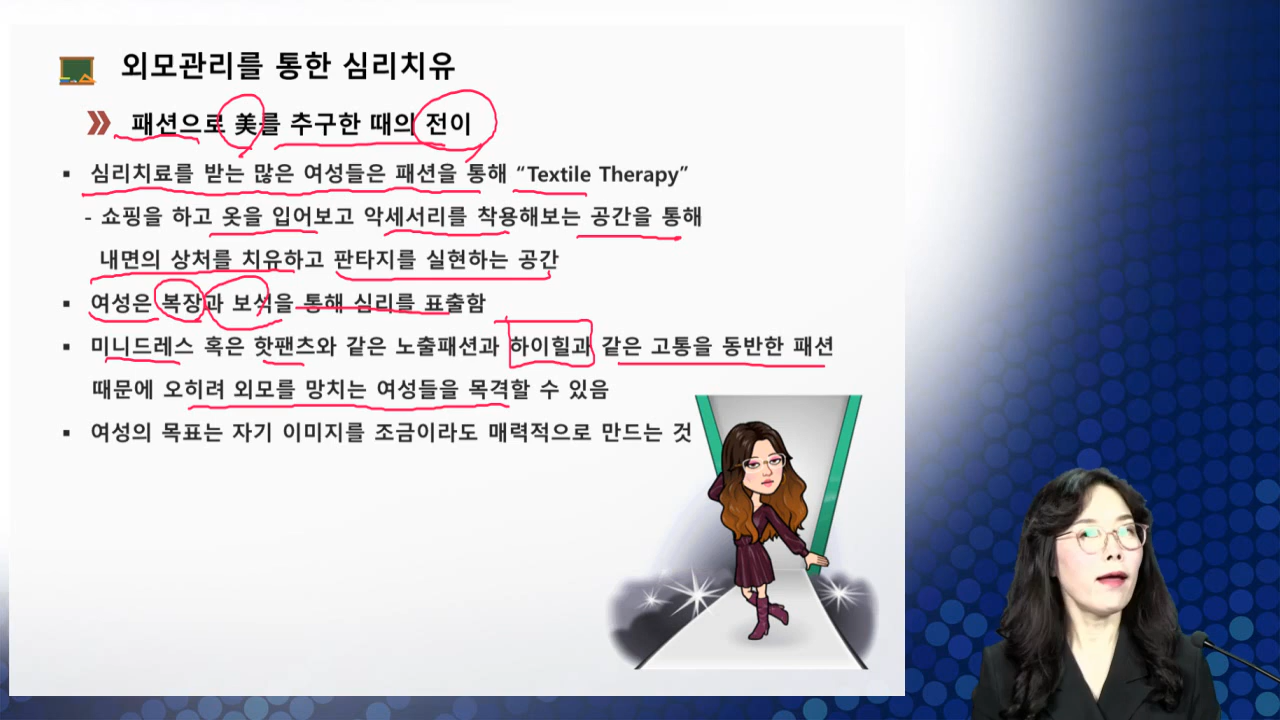 외모관리를 통한 심리치유
패션으로 美를 추구한 때의 전이
▪ 심리치료를 받는 많은 여성들은 패션을 통해 “Textile Therapy”
- 쇼핑을 하고 옷을 입어보고 악세서리를 착용해보는 공간을 통해
내면의 상처를 치유하고 판타지를 실현하는 공간
▪ 여성은 복장과 보석을 통해 심리를 표출함
▪ 미니드레스 혹은 핫팬츠와 같은 노출패션과 하이힐과 같은 고통을 동반한 패션
때문에 오히려 외모를 망치는 여성들을 목격할 수 있음
▪ 여성의 목표는 자기 이미지를 조금이라도 매력적으로 만드는 것